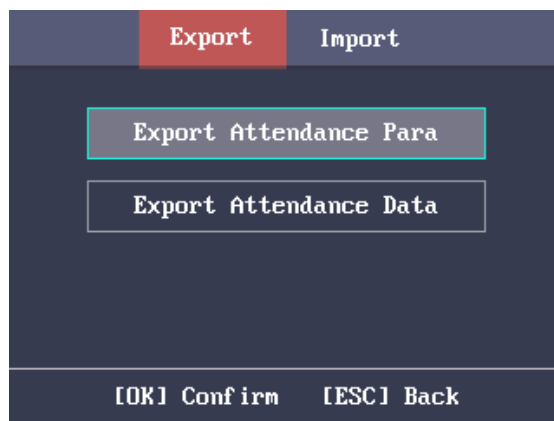 Export Import
Export Attendance Para
Export Attendance Data
[OK] Confirm [ESC] Back